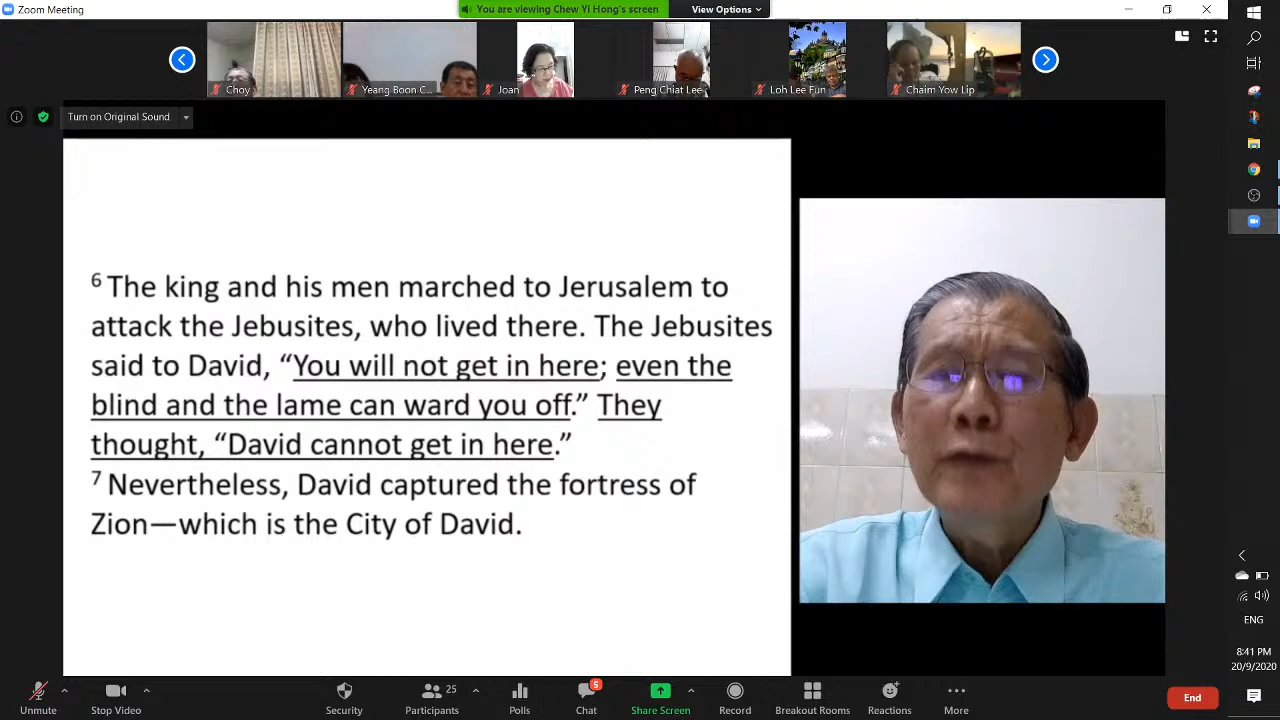 Zoom Meeting
You are viewing Chew Yi Hong's screen
View Options
Choy
Yeang Boon C...
Joan
Peng Chiat Lee
Loh Lee Fun
Chaim Yow Lip
Turn on Original Sound
6 The king and his men marched to Jerusalem to
attack the Jebusites, who lived there. The Jebusites
said to David, “You will not get in here; even the
blind and the lame can ward you off.” They
thought, “David cannot get in here.”
7 Nevertheless, David captured the fortress of
Zion—which is the City of David.
ENG
8:41 PM
20/9/2020
Unmute
Stop Video
Security
Participants 25
Polls
Chat 5
Share Screen
Record
Breakout Rooms
Reactions
More
End